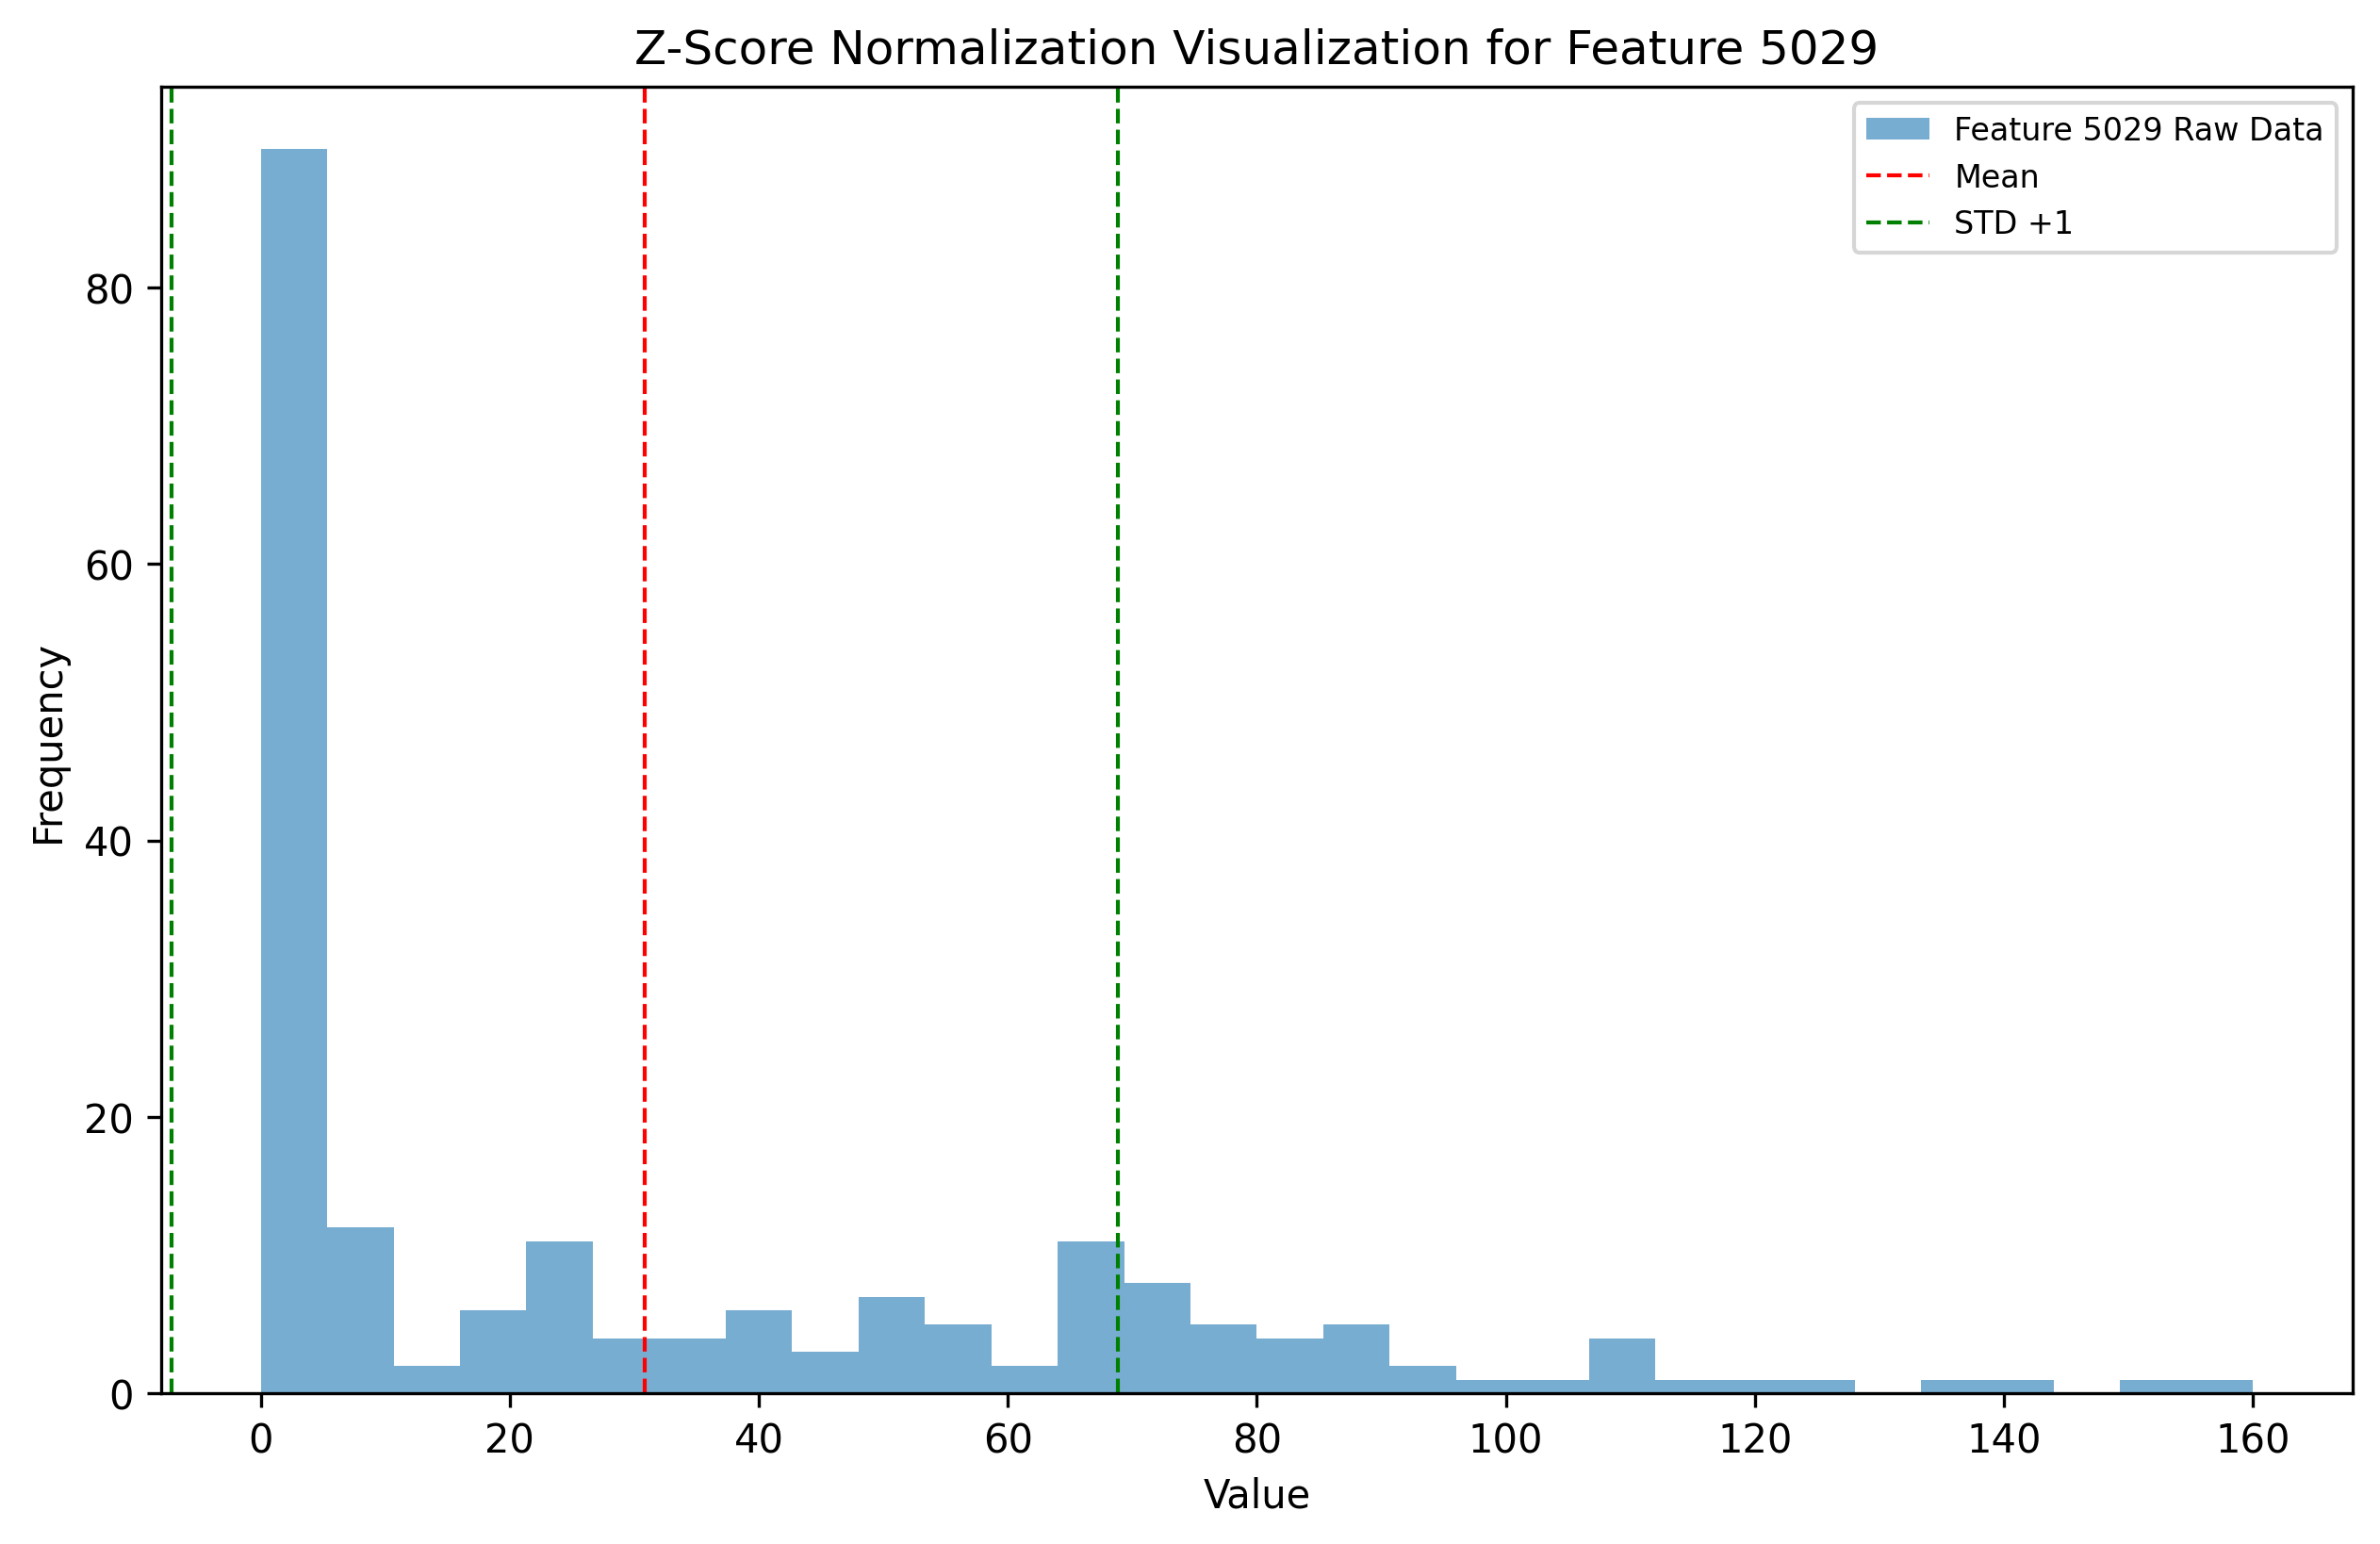 Z-Score Normalization Visualization for Feature 5029
Feature 5029 Raw Data
Mean
STD +1
80
60
40
20
0
Frequency
0 20 40 60 80 100 120 140 160
Value